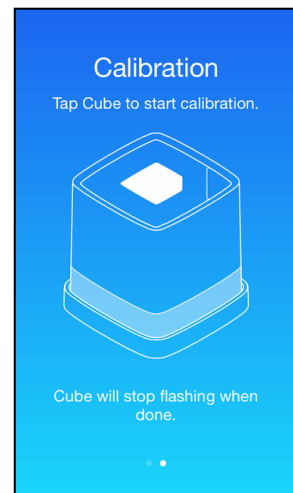 Calibration
Tap Cube to start calibration.
Cube will stop flashing when
done.